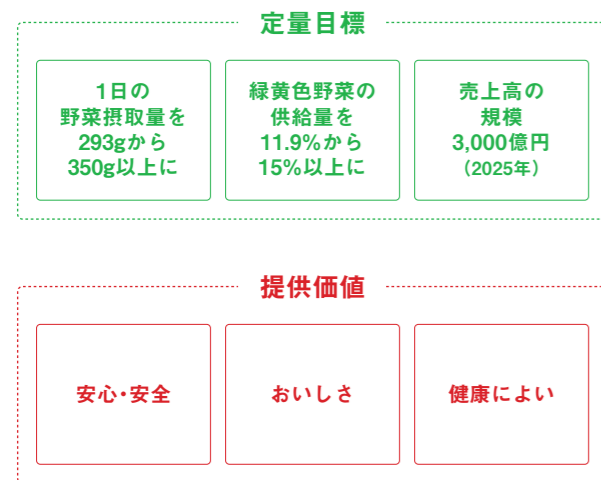 定量目標
1日の
野菜摂取量を
293gから
350g以上に
緑黄色野菜の
供給量を
11.9%から
15%以上に
売上高の
規模
3,000億円
（2025年）
提供価値
安心・安全
おいしさ
健康によい